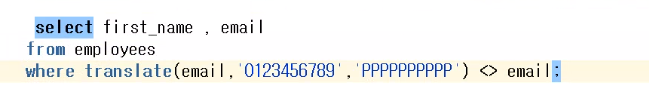 select first_name , email
from employees
where translate(email,'0123456789','PPPPPPPPPP') <> email;